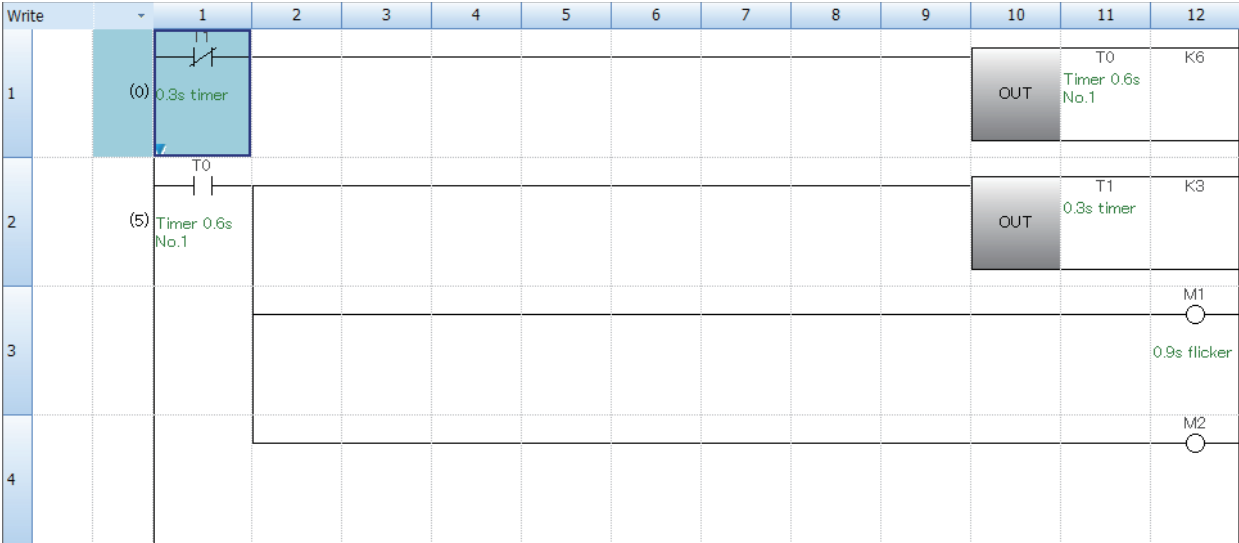 Write 1 2 3 4 5 6 7 8 9 10 11 12
1
(0)
T1
0.3s timer
OUT
T0 K6
Timer 0.6s
No.1
2
(5)
T0
Timer 0.6s
No.1
OUT
T1 K3
0.3s timer
3
M1
0.9s flicker
4
M2